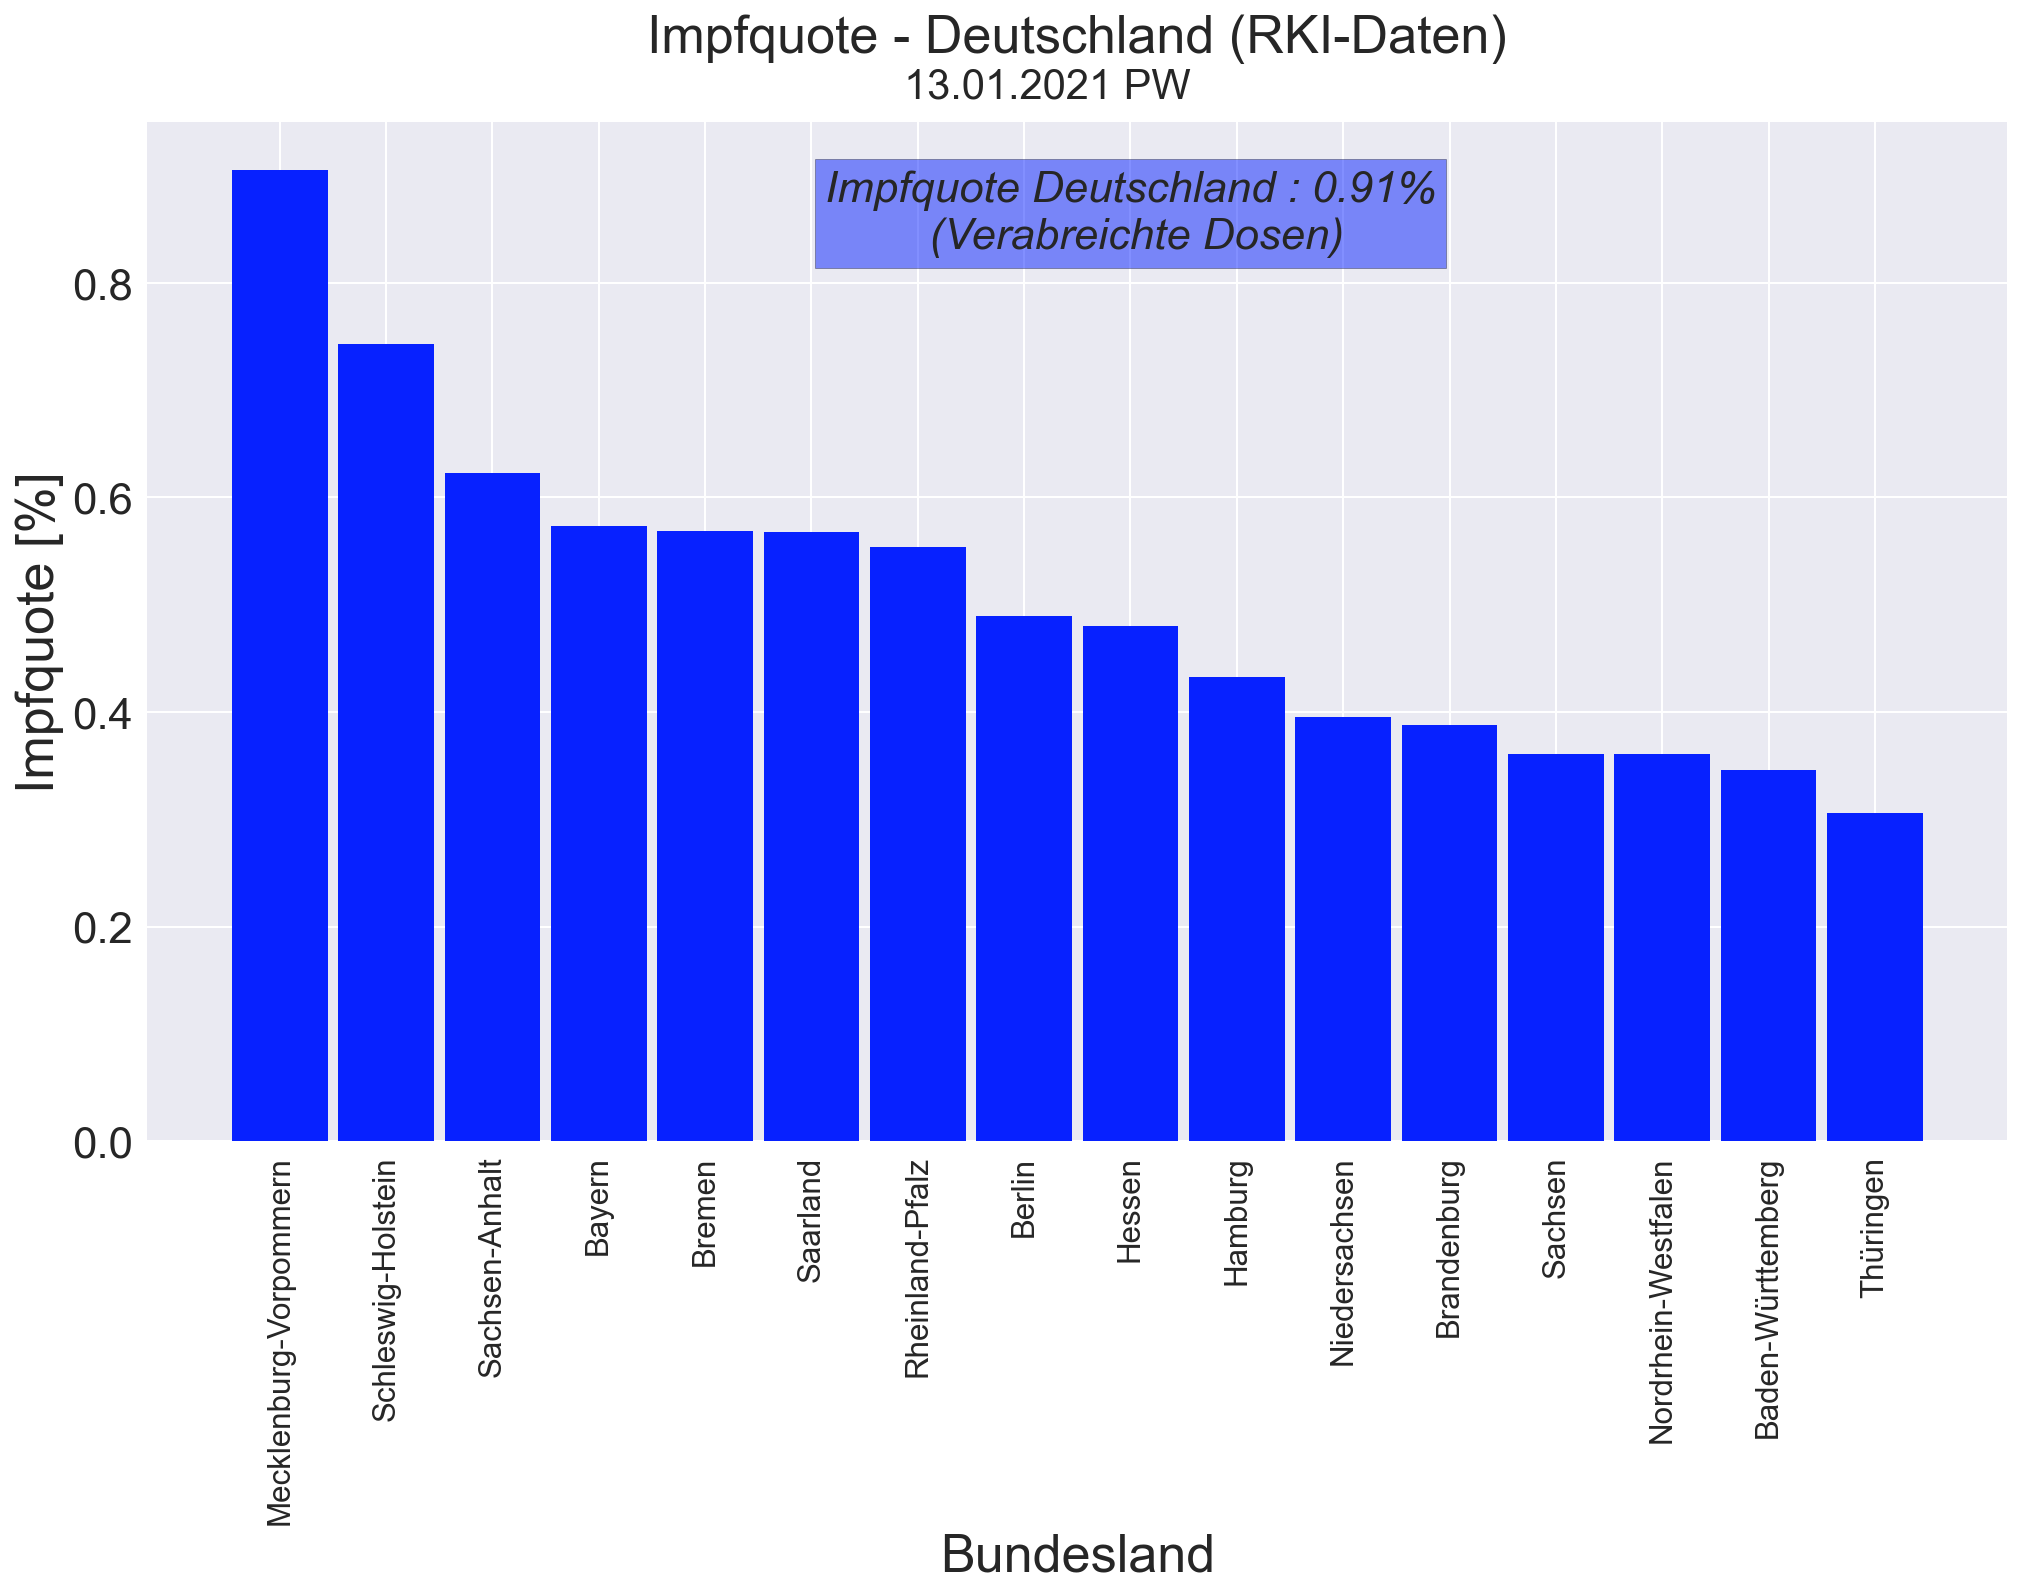 Impfquote - Deutschland (RKI-Daten)
13.01.2021 PW
Impfquote Deutschland : 0.91%
(Verabreichte Dosen)
Impfquote [%]
0.8
0.6
0.4
0.2
0.0
Mecklenburg-Vorpommern
Schleswig-Holstein
Sachsen-Anhalt
Bayern
Bremen
Saarland
Rheinland-Pfalz
Berlin
Hessen
Hamburg
Niedersachsen
Brandenburg
Sachsen
Nordrhein-Westfalen
Baden-Württemberg
Thüringen
Bundesland